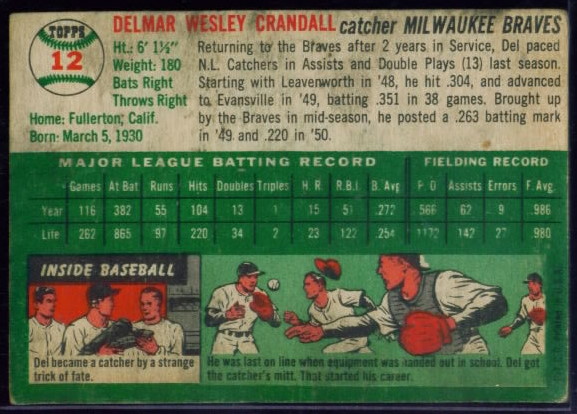 TOPPS
12
DELMAR WESLEY CRANDALL catcher MILWAUKEE BRAVES
Ht.: 6' 1½"
Weight: 180
Bats Right
Throws Right
Home: Fullerton, Calif.
Born: March 5, 1930
Returning to the Braves after 2 years in Service, Del paced
N.L. Catchers in Assists and Double Plays (13) last season.
Starting with Leavenworth in '48, he hit .304, and advanced
to Evansville in '49, batting .351 in 38 games. Brought up
by the Braves in mid-season, he posted a .263 batting mark
in '49 and .220 in '50.
MAJOR LEAGUE BATTING RECORD FIELDING RECORD
Games At Bat Runs Hits Doubles Triples H. R. R.B.I. B. Avg. P O Assists Errors F. Avg.
Year 116 382 55 104 13 1 15 51 .272 566 62 9 .986
Life 262 865 97 220 34 2 23 122 .254 1172 142 27 .980
INSIDE BASEBALL
Del became a catcher by a strange
trick of fate.
He was last on line when equipment was handed out in school. Del got
the catcher's mitt. That started his career.